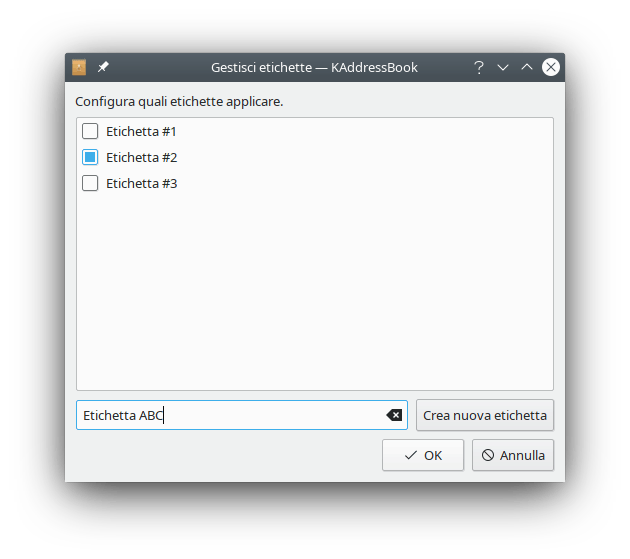 Gestisci etichette — KAddressBook
Configura quali etichette applicare.
Etichetta #1
Etichetta #2
Etichetta #3
Etichetta ABC
Crea nuova etichetta
OK
Annulla